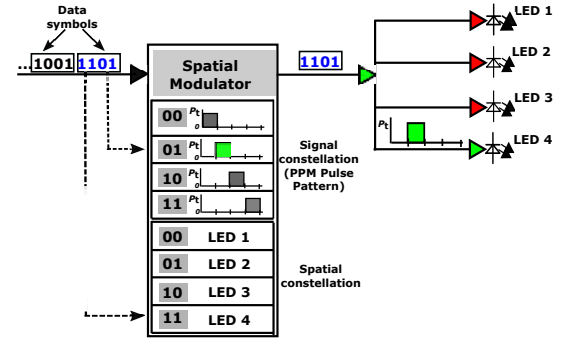 Data
symbols
...1001 1101
Spatial
Modulator
1101
LED 1
LED 2
LED 3
LED 4
Pt
00 Pt 0
01 Pt 0
10 Pt 0
11 Pt 0
Signal
constellation
(PPM Pulse
Pattern)
00 LED 1
01 LED 2
10 LED 3
11 LED 4
Spatial
constellation